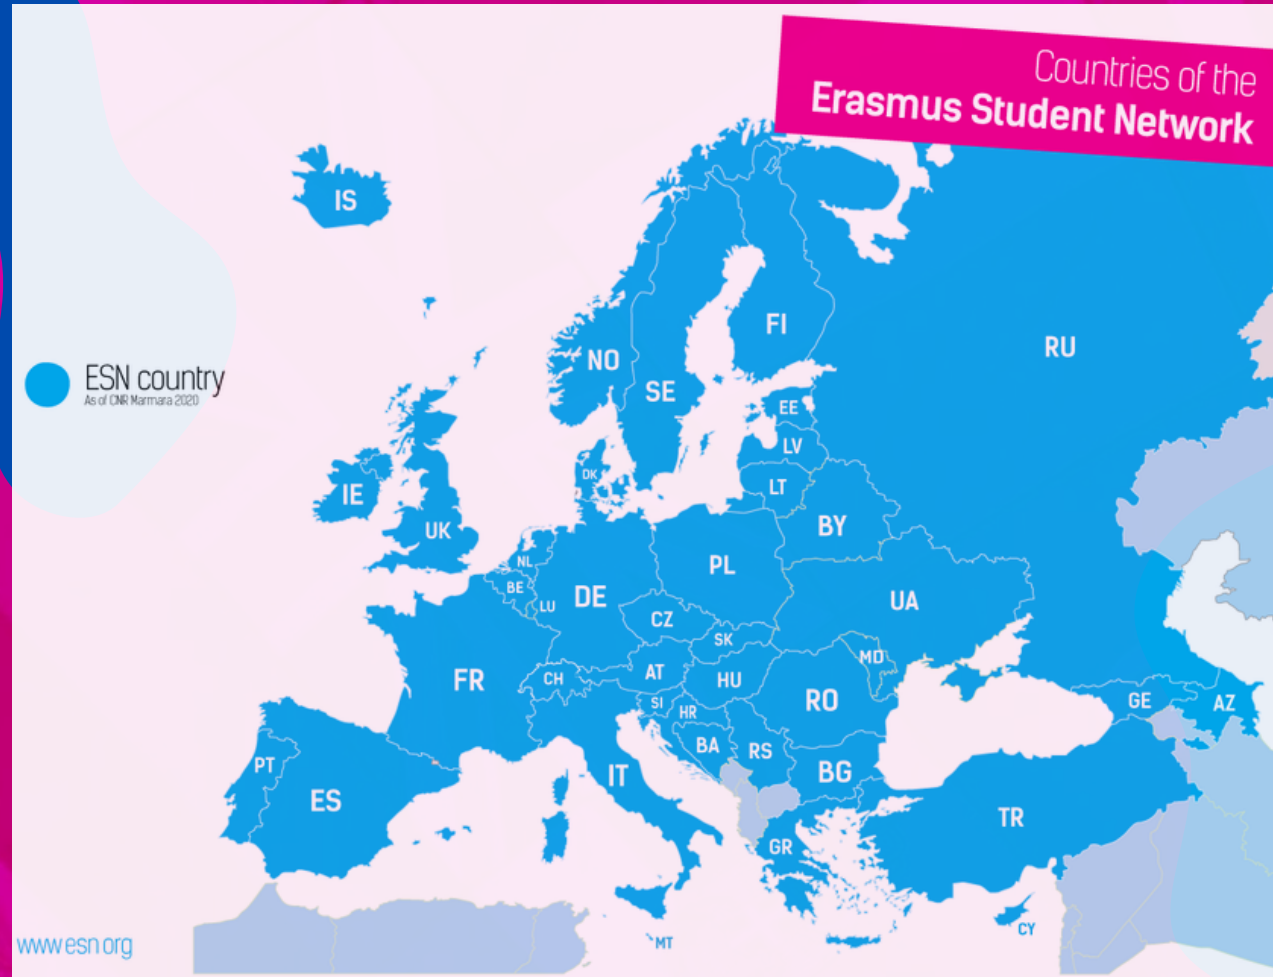 Countries of the
Erasmus Student Network
IS
FI
RU
NO
SE
ESN country
As of CNR Marmara 2020
EE
LV
DK
LT
IE
BY
UK
NL
PL
BE
DE
UA
LU
CZ
SK
MD
FR
CH
AT
HU
RO
SI
HR
GE
AZ
BA
RS
PT
IT
BG
ES
TR
GR
CY
MT
www.esn.org